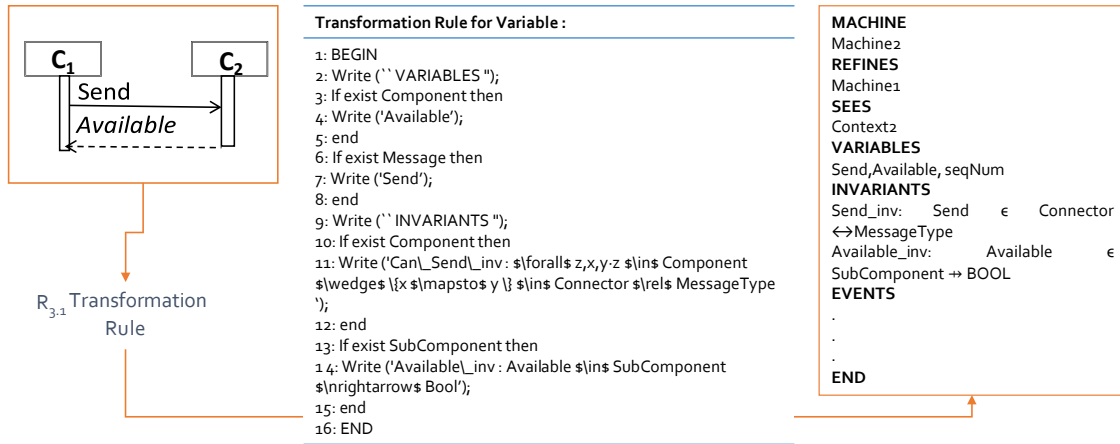 C1
C2
Send
Available
R3.1 Transformation
Rule
Transformation Rule for Variable :
1: BEGIN
2: Write (`` VARIABLES ");
3: If exist Component then
4: Write ('Available');
5: end
6: If exist Message then
7: Write ('Send');
8: end
9: Write (`` INVARIANTS ");
10: If exist Component then
11: Write ('Can\_Send\_inv : $\forall$ z,x,y·z $\in$ Component
$\wedge$ \{x $\mapsto$ y \} $\in$ Connector $\rel$ MessageType
‘);
12: end
13: If exist SubComponent then
1 4: Write ('Available\_inv : Available $\in$ SubComponent
$\nrightarrow$ Bool’);
15: end
16: END
MACHINE
Machine2
REFINES
Machine1
SEES
Context2
VARIABLES
Send,Available, seqNum
INVARIANTS
Send_inv: Send ϵ Connector
↔MessageType
Available_inv: Available ϵ
SubComponent ⇸ BOOL
EVENTS
.
.
.
END